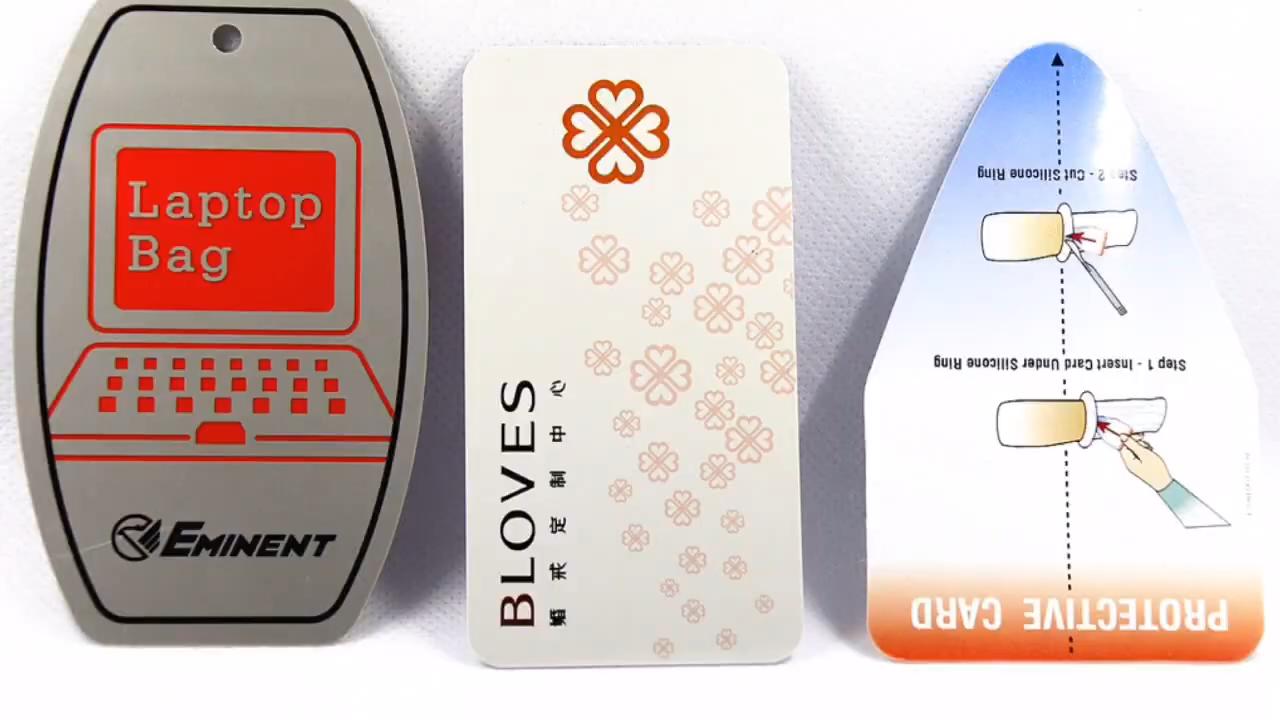 Laptop
Bag
EMINENT
BLOVES
婚戒定制中心
PROTECTIVE CARD
Step 1 - Insert Card Under Silicone Ring
Step 2 - Cut Silicone Ring